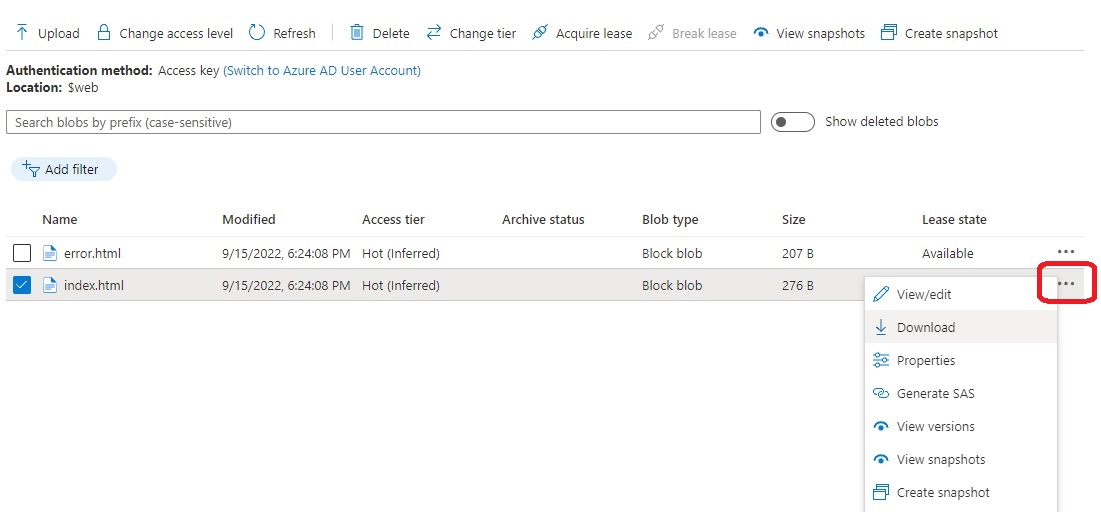 Upload Change access level Refresh Delete Change tier Acquire lease Break lease View snapshots Create snapshot
Authentication method: Access key (Switch to Azure AD User Account)
Location: $web
Search blobs by prefix (case-sensitive) Show deleted blobs
Add filter
Name Modified Access tier Archive status Blob type Size Lease state
error.html 9/15/2022, 6:24:08 PM Hot (Inferred) Block blob 207 B Available
index.html 9/15/2022, 6:24:08 PM Hot (Inferred) Block blob 276 B
View/edit
Download
Properties
Generate SAS
View versions
View snapshots
Create snapshot